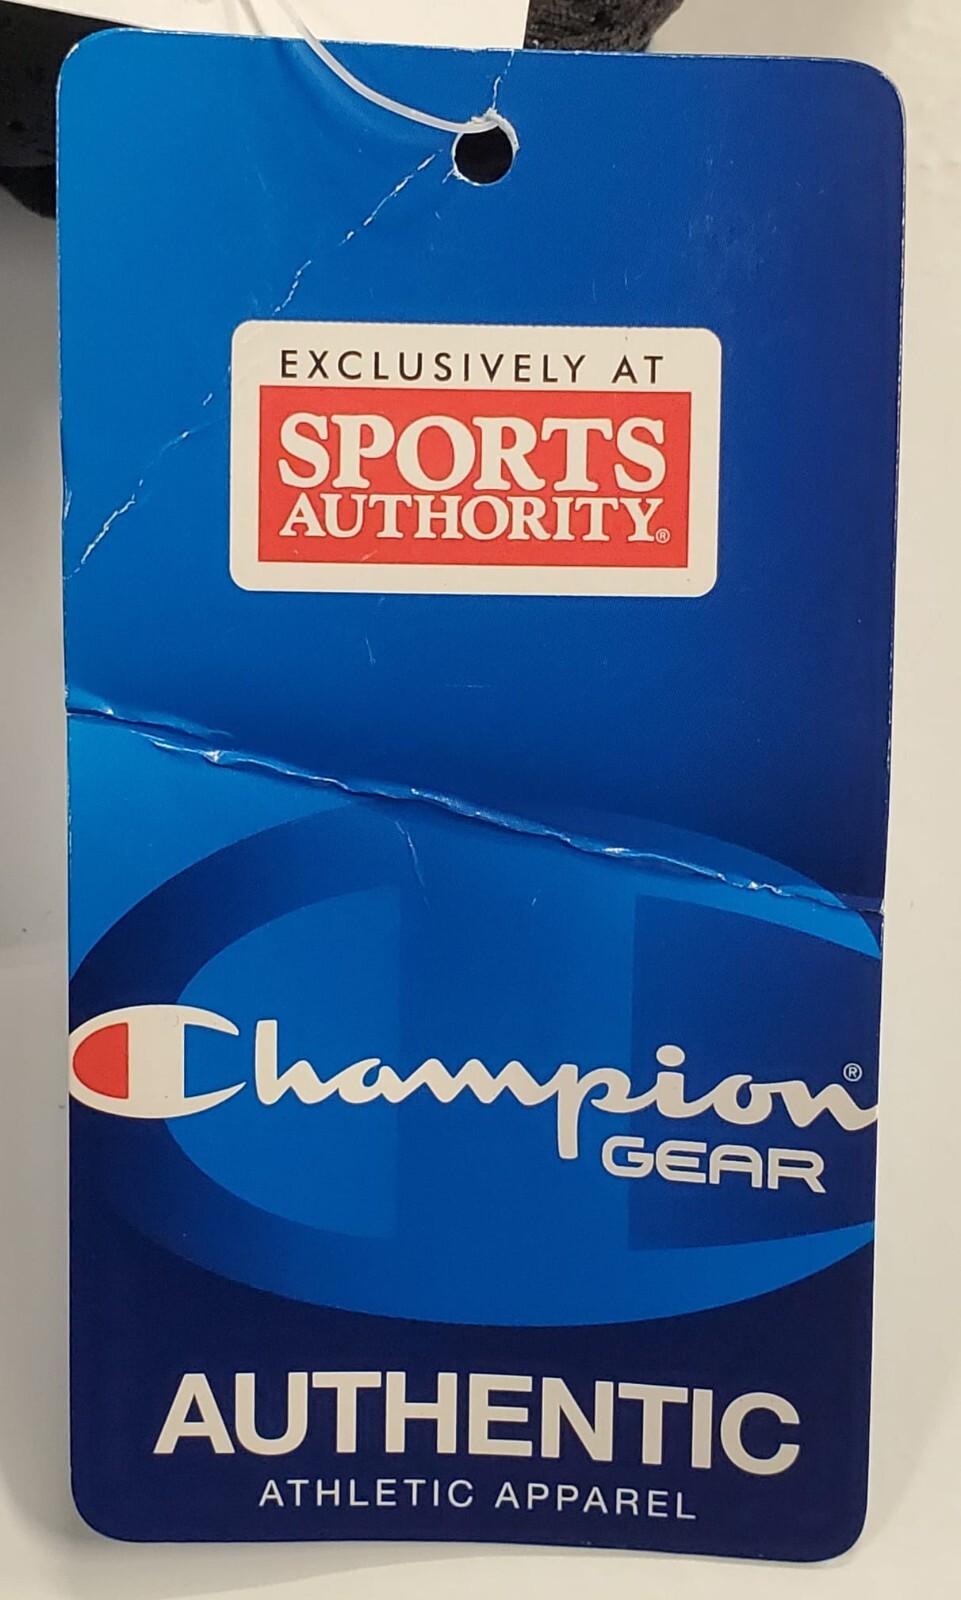 EXCLUSIVELY AT
SPORTS
AUTHORITY®
Champion®
GEAR
AUTHENTIC
ATHLETIC APPAREL